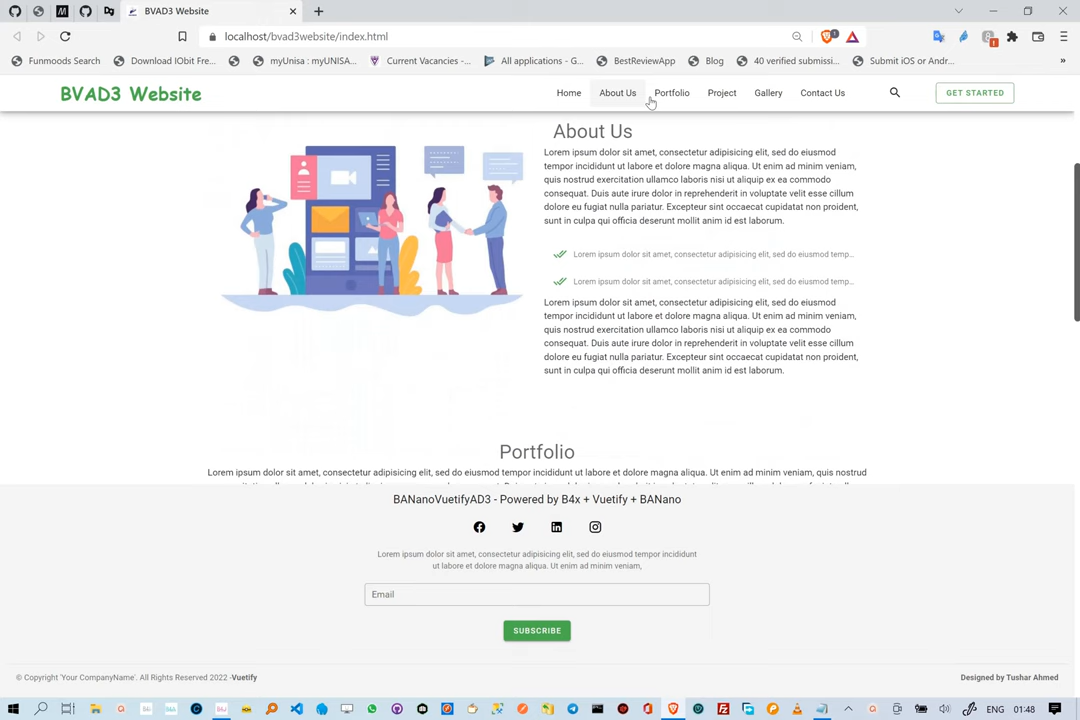 BVAD3 Website
localhost/bvad3website/index.html
1
Funmoods Search
Download IObit Fre...
myUnisa : myUNISA...
Current Vacancies -...
All applications - G...
BestReviewApp
Blog
40 verified submissi...
Submit iOS or Andr...
»
BVAD3 Website
Home
About Us
Portfolio
Project
Gallery
Contact Us
GET STARTED
About Us
Lorem ipsum dolor sit amet, consectetur adipisicing elit, sed do eiusmod
tempor incididunt ut labore et dolore magna aliqua. Ut enim ad minim veniam,
quis nostrud exercitation ullamco laboris nisi ut aliquip ex ea commodo
consequat. Duis aute irure dolor in reprehenderit in voluptate velit esse cillum
dolore eu fugiat nulla pariatur. Excepteur sint occaecat cupidatat non proident,
sunt in culpa qui officia deserunt mollit anim id est laborum.
Lorem ipsum dolor sit amet, consectetur adipisicing elit, sed do eiusmod temp...
Lorem ipsum dolor sit amet, consectetur adipisicing elit, sed do eiusmod temp...
Lorem ipsum dolor sit amet, consectetur adipisicing elit, sed do eiusmod
tempor incididunt ut labore et dolore magna aliqua. Ut enim ad minim veniam,
quis nostrud exercitation ullamco laboris nisi ut aliquip ex ea commodo
consequat. Duis aute irure dolor in reprehenderit in voluptate velit esse cillum
dolore eu fugiat nulla pariatur. Excepteur sint occaecat cupidatat non proident,
sunt in culpa qui officia deserunt mollit anim id est laborum.
Portfolio
Lorem ipsum dolor sit amet, consectetur adipisicing elit, sed do eiusmod tempor incididunt ut labore et dolore magna aliqua. Ut enim ad minim veniam, quis nostrud
BANanoVuetifyAD3 - Powered by B4x + Vuetify + BANano
Lorem ipsum dolor sit amet, consectetur adipisicing elit, sed do eiusmod tempor incididunt
ut labore et dolore magna aliqua. Ut enim ad minim veniam,
Email
SUBSCRIBE
© Copyright 'Your CompanyName'. All Rights Reserved 2022 -Vuetify
Designed by Tushar Ahmed
ENG
01:48